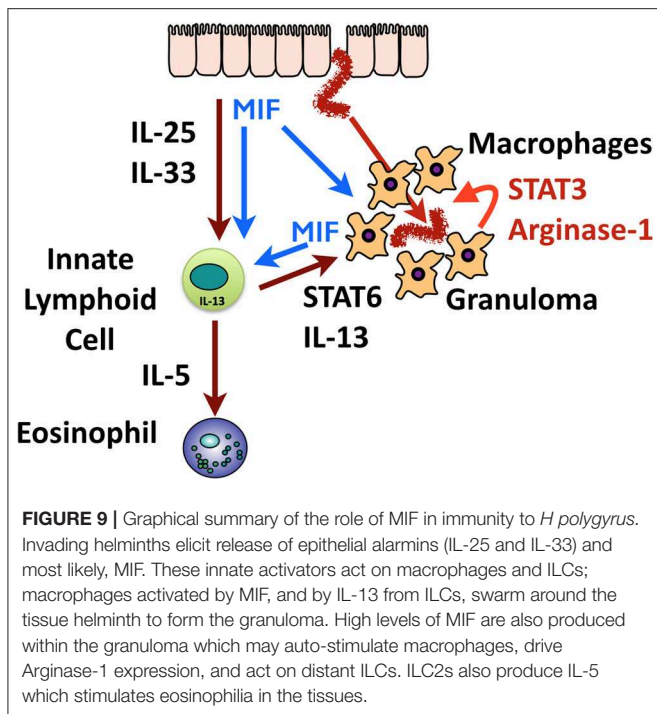 MIF
IL-25
IL-33
Macrophages
STAT3
Arginase-1
MIF
Innate
Lymphoid
Cell
IL-13
STAT6
IL-13
Granuloma
IL-5
Eosinophil
FIGURE 9 | Graphical summary of the role of MIF in immunity to H polygyrus.
Invading helminths elicit release of epithelial alarmins (IL-25 and IL-33) and
most likely, MIF. These innate activators act on macrophages and ILCs;
macrophages activated by MIF, and by IL-13 from ILCs, swarm around the
tissue helminth to form the granuloma. High levels of MIF are also produced
within the granuloma which may auto-stimulate macrophages, drive
Arginase-1 expression, and act on distant ILCs. ILC2s also produce IL-5
which stimulates eosinophilia in the tissues.